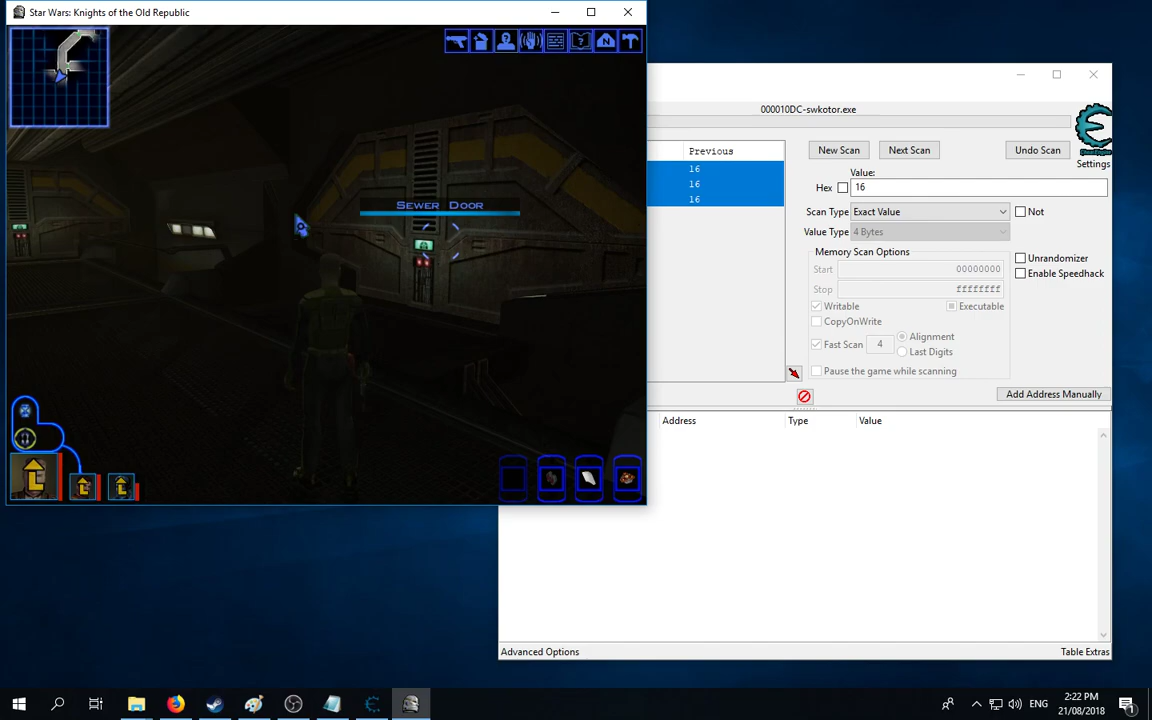 Star Wars: Knights of the Old Republic
N
Sewer Door
000010DC-swkotor.exe
Previous
16
16
16
New Scan
Next Scan
Undo Scan
Settings
Value:
Hex
16
Scan Type
Exact Value
Not
Value Type
4 Bytes
Memory Scan Options
Start
00000000
Stop
ffffffff
Writable
Executable
CopyOnWrite
Fast Scan
4
Alignment
Last Digits
Pause the game while scanning
Unrandomizer
Enable Speedhack
Add Address Manually
Address
Type
Value
Advanced Options
Table Extras
ENG
2:22 PM
21/08/2018
1